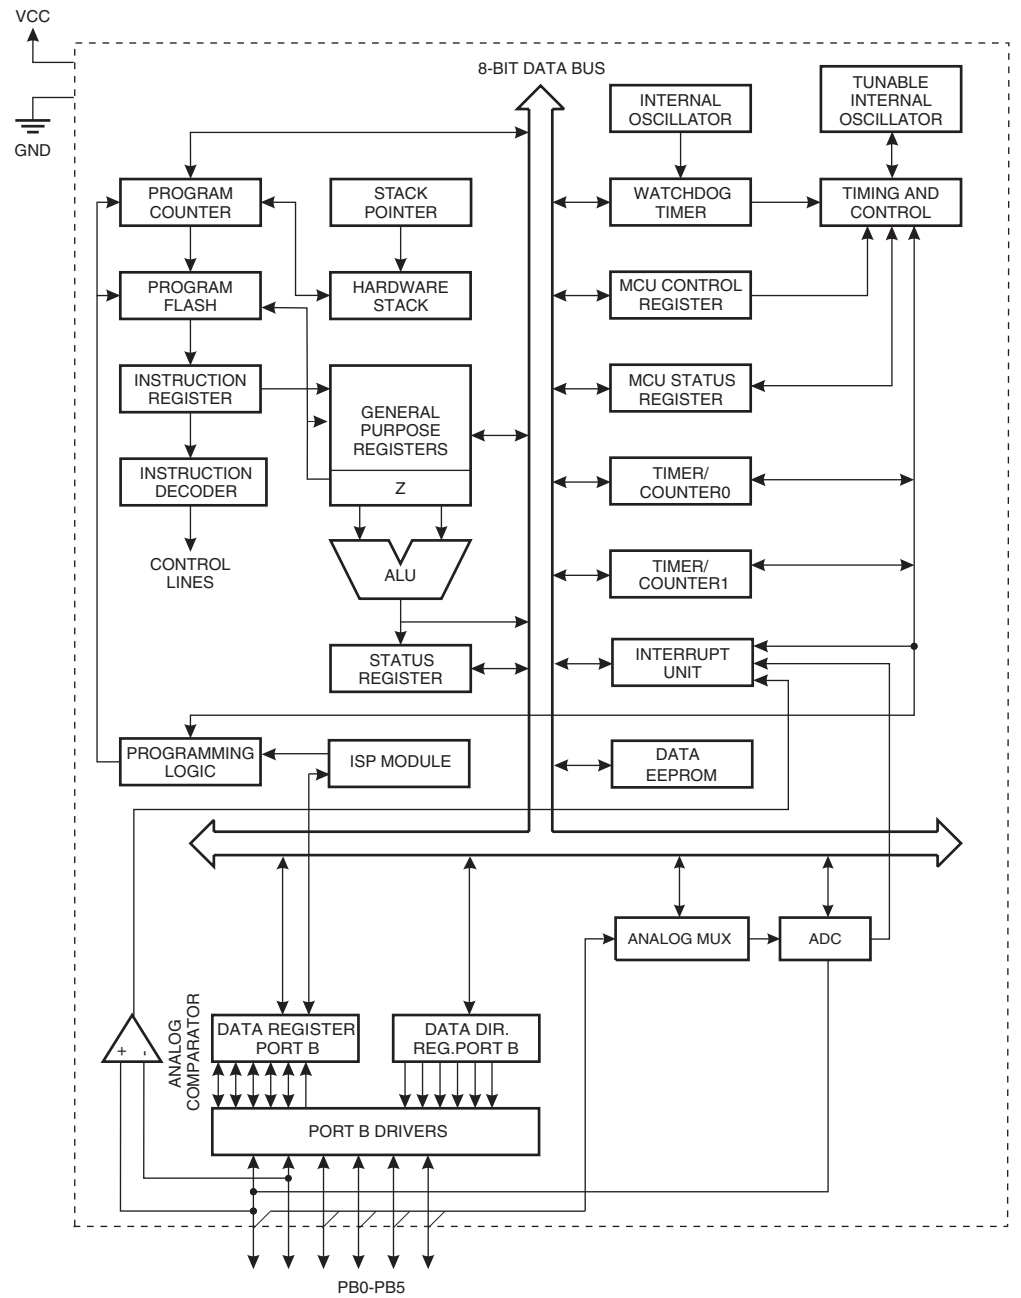 VCC
GND
8-BIT DATA BUS
INTERNAL
OSCILLATOR
TUNABLE
INTERNAL
OSCILLATOR
PROGRAM
COUNTER
STACK
POINTER
WATCHDOG
TIMER
TIMING AND
CONTROL
PROGRAM
FLASH
HARDWARE
STACK
MCU CONTROL
REGISTER
INSTRUCTION
REGISTER
GENERAL
PURPOSE
REGISTERS
Z
MCU STATUS
REGISTER
INSTRUCTION
DECODER
TIMER/
COUNTER0
CONTROL
LINES
ALU
TIMER/
COUNTER1
STATUS
REGISTER
INTERRUPT
UNIT
PROGRAMMING
LOGIC
ISP MODULE
DATA
EEPROM
ANALOG MUX
ADC
+
-
ANALOG
COMPARATOR
DATA REGISTER
PORT B
DATA DIR.
REG.PORT B
PORT B DRIVERS
PB0-PB5